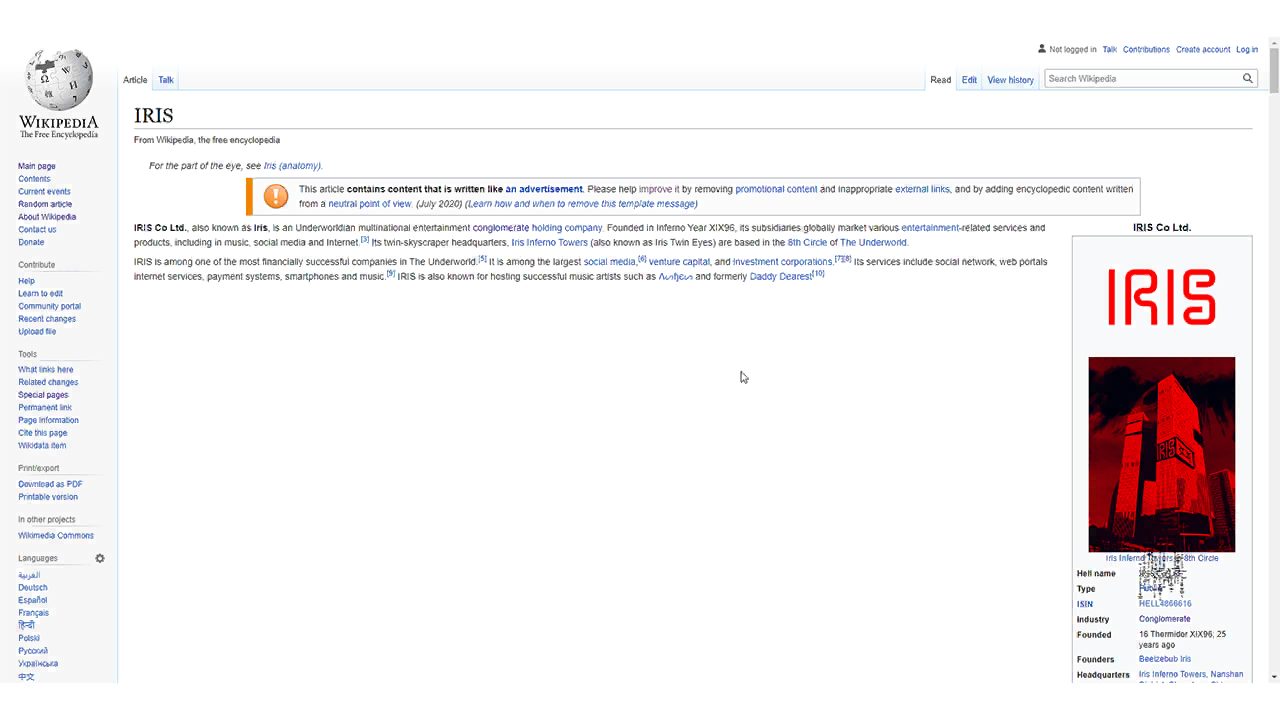 Not logged in Talk Contributions Create account Log in
Article Talk Read Edit View history Search Wikipedia
WIKIPEDIA
The Free Encyclopedia
IRIS
From Wikipedia, the free encyclopedia
For the part of the eye, see Iris (anatomy).
This article contains content that is written like an advertisement. Please help improve it by removing promotional content and inappropriate external links, and by adding encyclopedic content written
from a neutral point of view. (July 2020) (Learn how and when to remove this template message)
IRIS Co Ltd., also known as Iris, is an Underworldian multinational entertainment conglomerate holding company. Founded in Inferno Year XIX96, its subsidiaries globally market various entertainment-related services and
products, including in music, social media and Internet.[3] Its twin-skyscraper headquarters, Iris Inferno Towers (also known as Iris Twin Eyes) are based in the 8th Circle of The Underworld.
IRIS is among one of the most financially successful companies in The Underworld.[5] It is among the largest social media,[6] venture capital, and investment corporations.[7][8] Its services include social network, web portals
internet services, payment systems, smartphones and music.[9] IRIS is also known for hosting successful music artists such as and formerly Daddy Dearest[10]
Main page
Contents
Current events
Random article
About Wikipedia
Contact us
Donate
Contribute
Help
Learn to edit
Community portal
Recent changes
Upload file
Tools
What links here
Related changes
Special pages
Permanent link
Page information
Cite this page
Wikidata item
Print/export
Download as PDF
Printable version
In other projects
Wikimedia Commons
Languages
العربية
Deutsch
Español
Français
हिन्दी
Polski
Русский
Українська
中文
IRIS Co Ltd.
IRIS
IRIS
Iris Inferno Towers in 8th Circle
Hell name
Type Public
ISIN HELL4866616
Industry Conglomerate
Founded 16 Thermidor XIX96; 25
years ago
Founders Beelzebub Iris
Headquarters Iris Inferno Towers, Nanshan